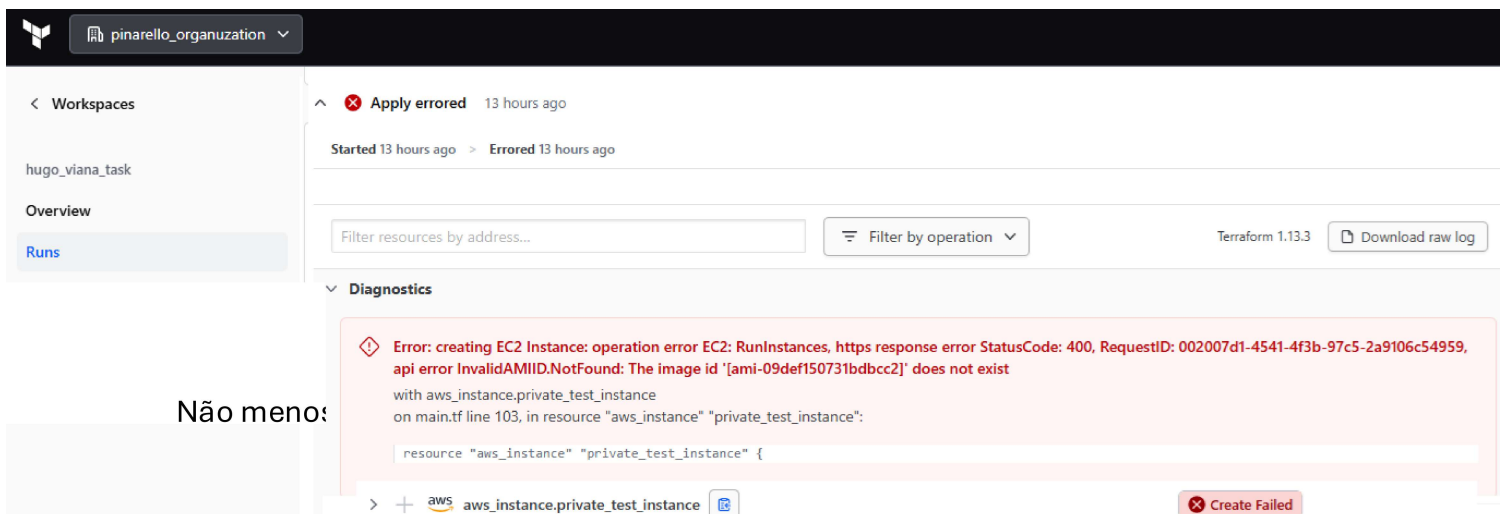 pinarello_organuzation
Workspaces
Apply errored 13 hours ago
Started 13 hours ago > Errored 13 hours ago
hugo_viana_task
Overview
Filter resources by address... Filter by operation Terraform 1.13.3 Download raw log
Runs
Diagnostics
Error: creating EC2 Instance: operation error EC2: RunInstances, https response error StatusCode: 400, RequestID: 002007d1-4541-4f3b-97c5-2a9106c54959,
api error InvalidAMIID.NotFound: The image id '[ami-09def150731bdbcc2]' does not exist
with aws_instance.private_test_instance
Não menos
on main.tf line 103, in resource "aws_instance" "private_test_instance":
resource "aws_instance" "private_test_instance" {
aws aws_instance.private_test_instance Create Failed